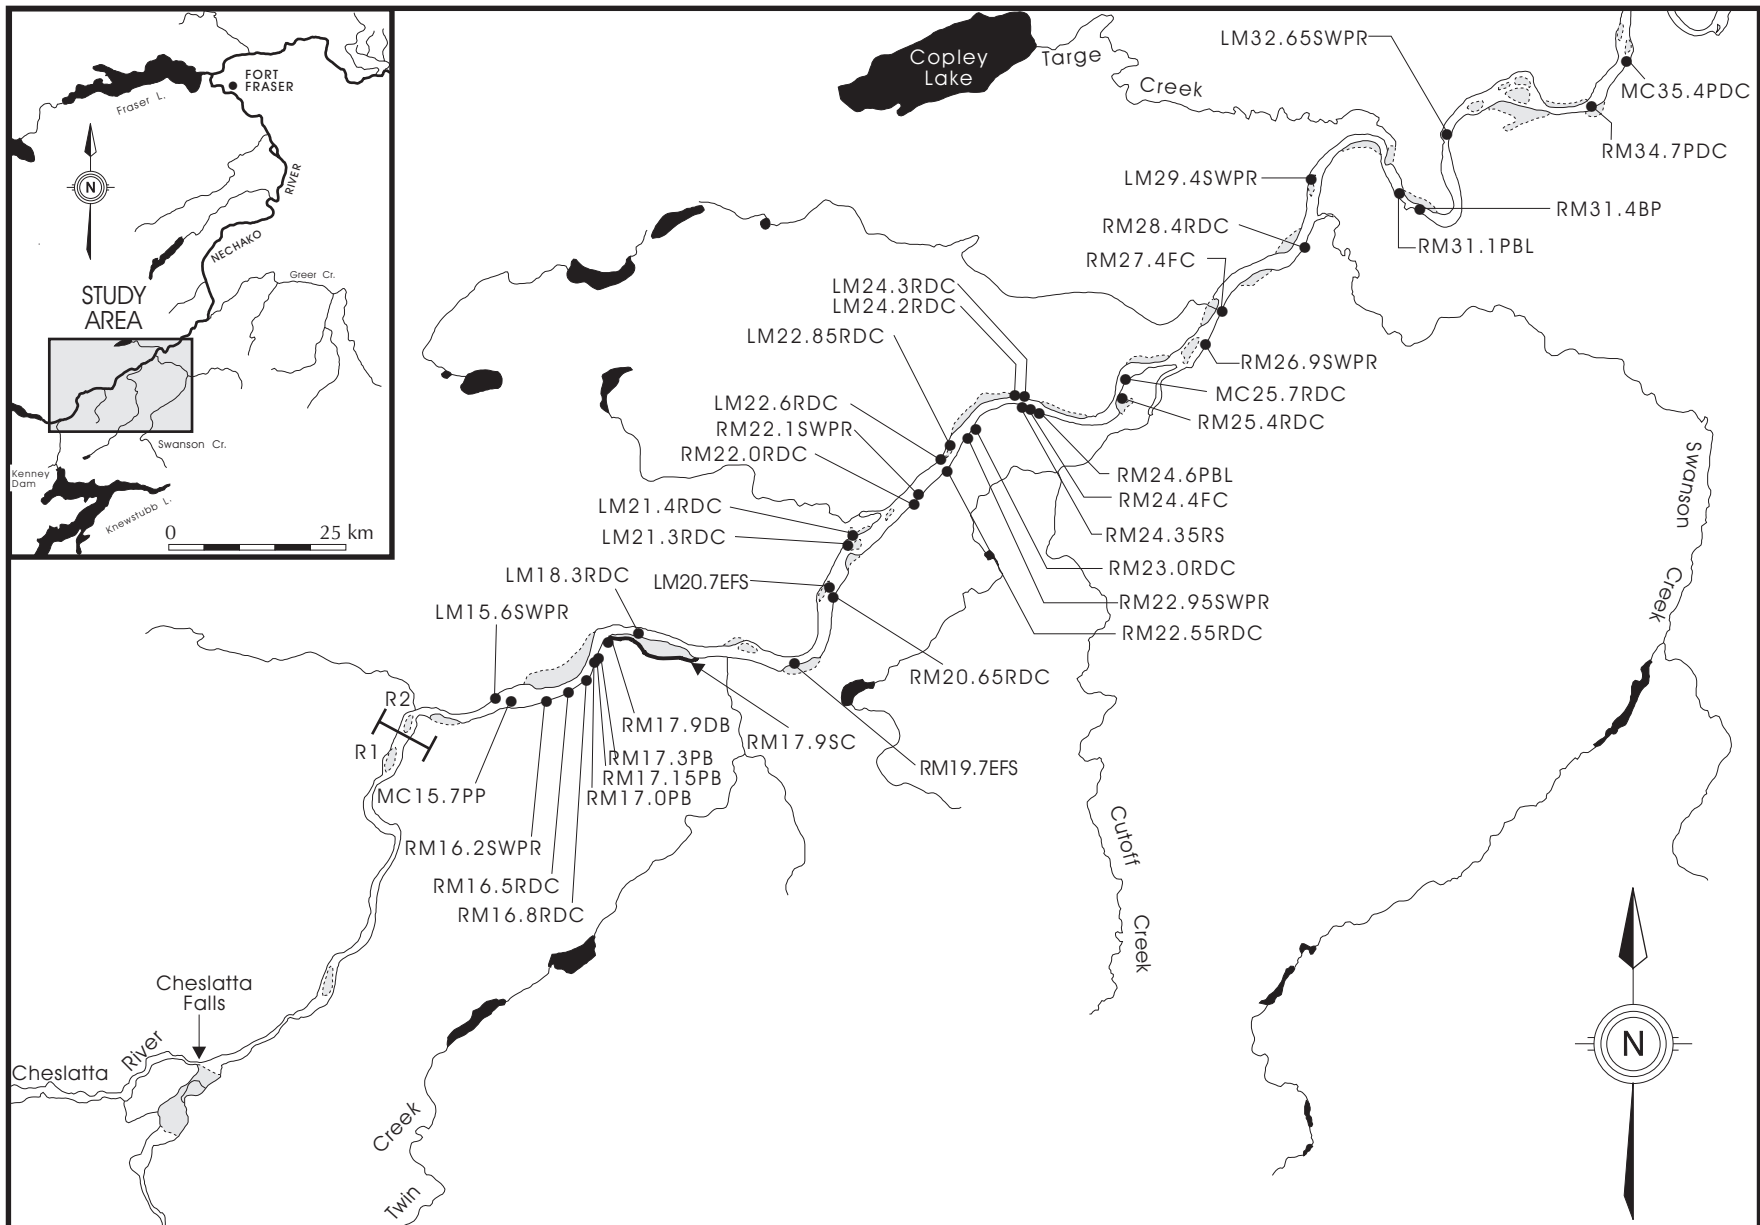 FORT
FRASER
Fraser L.
N
RIVER
NECHAKO
Greer Cr.
STUDY
AREA
Swanson Cr.
Kenney
Dam
Knewstubb L.
0 25 km
Copley
Lake
Targe
Creek
LM32.65SWPR
MC35.4PDC
RM34.7PDC
LM29.4SWPR
RM31.4BP
RM28.4RDC
RM31.1PBL
RM27.4FC
LM24.3RDC
LM24.2RDC
LM22.85RDC
RM26.9SWPR
MC25.7RDC
LM22.6RDC
RM25.4RDC
RM22.1SWPR
RM22.0RDC
RM24.6PBL
RM24.4FC
LM21.4RDC
RM24.35RS
LM21.3RDC
RM23.0RDC
LM18.3RDC
LM20.7EFS
RM22.95SWPR
LM15.6SWPR
RM22.55RDC
RM20.65RDC
R2
RM17.9DB
RM17.9SC
R1
RM17.3PB
RM19.7EFS
RM17.15PB
MC15.7PP
RM17.0PB
RM16.2SWPR
RM16.5RDC
RM16.8RDC
Swanson
Creek
Cutoff
Creek
Cheslatta
Falls
Cheslatta
River
N
Creek
Twin